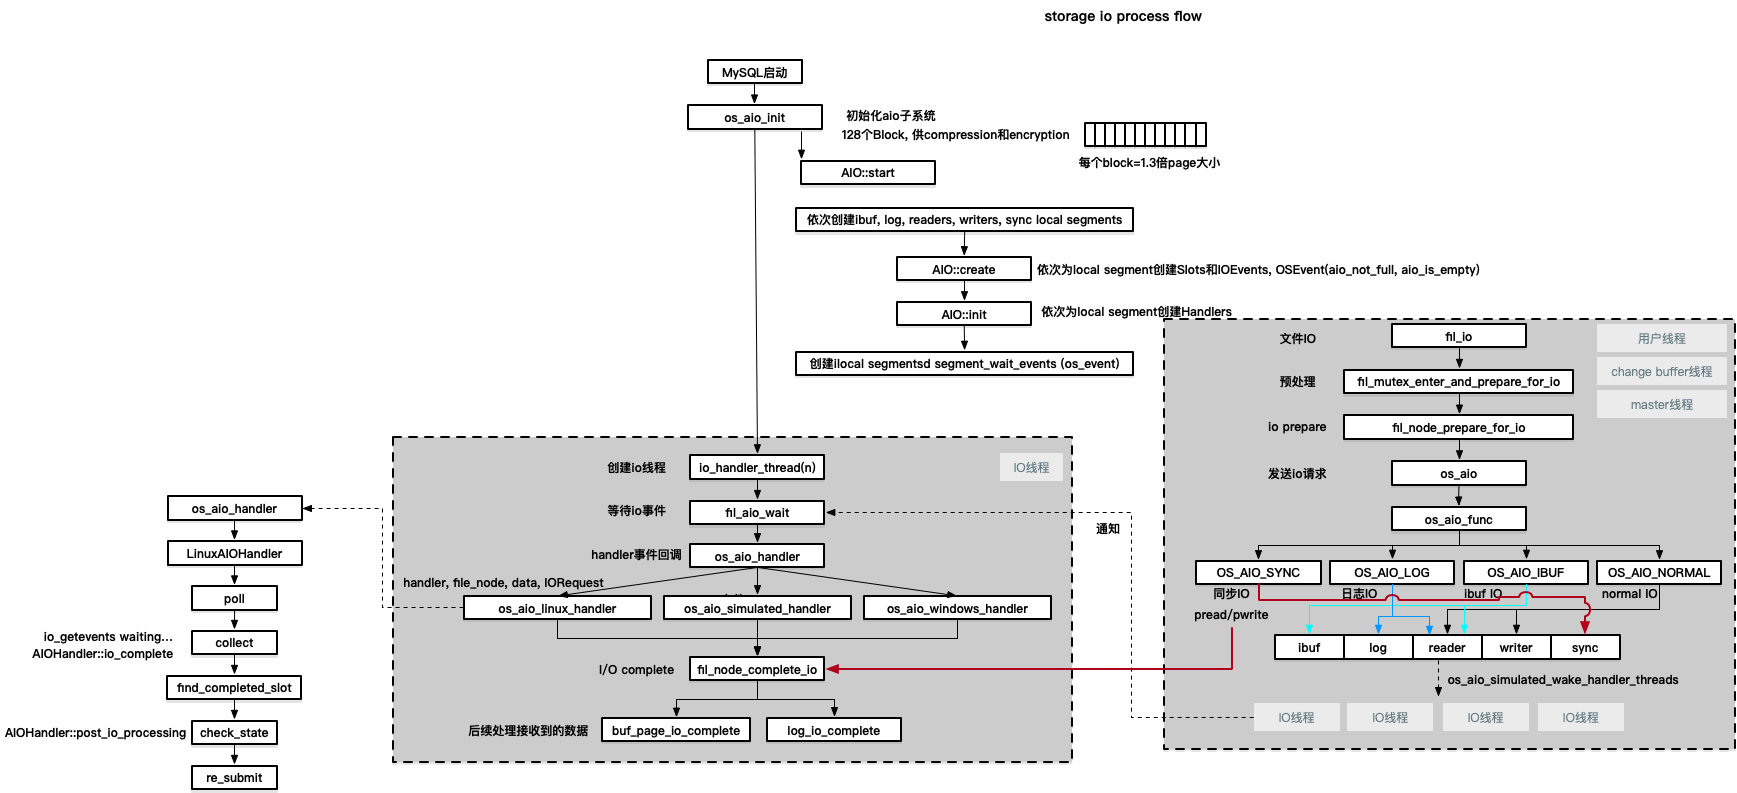 storage io process flow
MySQL启动
os_aio_init
初始化aio子系统
128个Block, 供compression和encryption
每个block=1.3倍page大小
AIO::start
依次创建ibuf, log, readers, writers, sync local segments
AIO::create
依次为local segment创建Slots和IOEvents, OSEvent(aio_not_full, aio_is_empty)
AIO::init
依次为local segment创建Handlers
创建ilocal segmentsd segment_wait_events (os_event)
文件IO
fil_io
用户线程
预处理
fil_mutex_enter_and_prepare_for_io
change buffer线程
master线程
io prepare
fil_node_prepare_for_io
发送io请求
os_aio
os_aio_func
OS_AIO_SYNC
OS_AIO_LOG
OS_AIO_IBUF
OS_AIO_NORMAL
同步IO
日志IO
ibuf IO
normal IO
pread/pwrite
ibuf
log
reader
writer
sync
os_aio_simulated_wake_handler_threads
IO线程
IO线程
IO线程
IO线程
通知
创建io线程
io_handler_thread(n)
IO线程
等待io事件
fil_aio_wait
handler事件回调
os_aio_handler
handler, file_node, data, IORequest
os_aio_linux_handler
os_aio_simulated_handler
os_aio_windows_handler
I/O complete
fil_node_complete_io
后续处理接收到的数据
buf_page_io_complete
log_io_complete
os_aio_handler
LinuxAIOHandler
poll
io_getevents waiting...
AIOHandler::io_complete
collect
find_completed_slot
AIOHandler::post_io_processing
check_state
re_submit